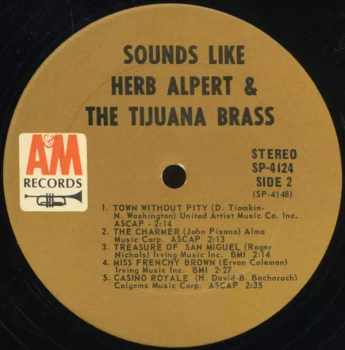 SOUNDS LIKE
HERB ALPERT &
THE TIJUANA BRASS
A&M
RECORDS
STEREO
SP-4124
SIDE 2
(SP-4148)
1. TOWN WITHOUT PITY (D. Tiomkin-
N. Washington) United Artist Music Co. Inc.
ASCAP - 2:14
2. THE CHARMER (John Pisano) Almo
Music Corp. ASCAP 2:13
3. TREASURE OF SAN MIGUEL (Roger
Nichols) Irving Music Inc. BMI 2:14
4. MISS FRENCHY BROWN (Ervan Coleman)
Irving Music Inc. BMI 2:27
5. CASINO ROYALE (H. David-B. Bacharach)
Colgems Music Corp. ASCAP 2:35